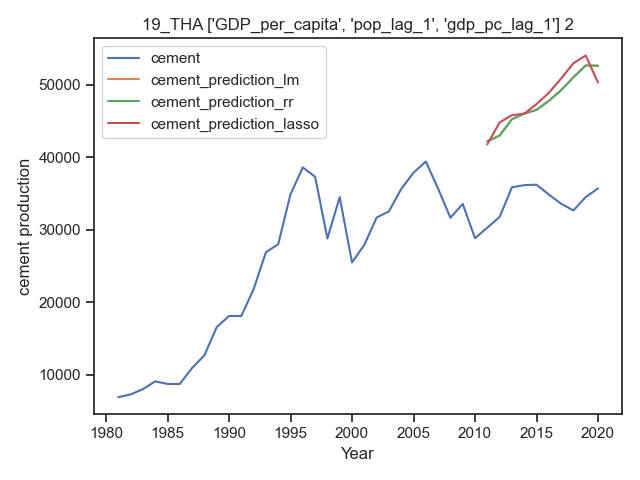 19_THA ['GDP_per_capita', 'pop_lag_1', 'gdp_pc_lag_1'] 2
cement
cement_prediction_lm
cement_prediction_rr
cement_prediction_lasso
cement production
50000
40000
30000
20000
10000
1980 1985 1990 1995 2000 2005 2010 2015 2020
Year